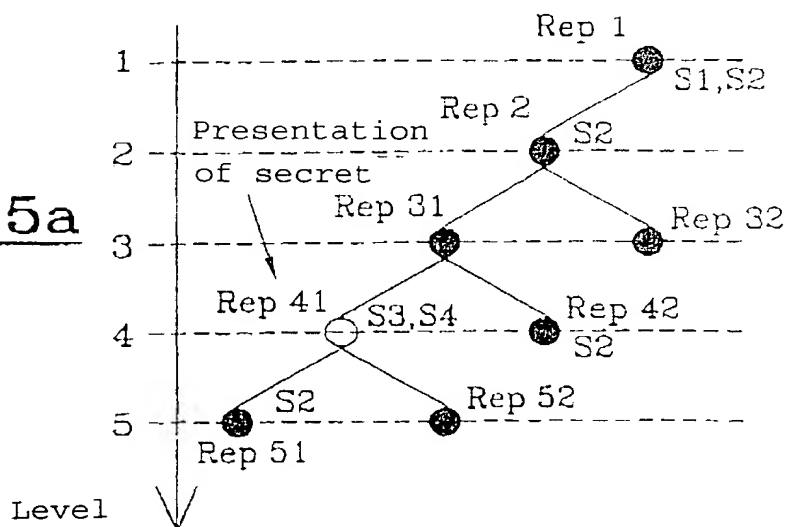 Rep 1
1
S1,S2
Rep 2
Presentation
S2
2
of secret
5a
Rep 31
Rep 32
3
Rep 41
S3,S4
Rep 42
4
S2
S2
Rep 52
5
Rep 51
Level